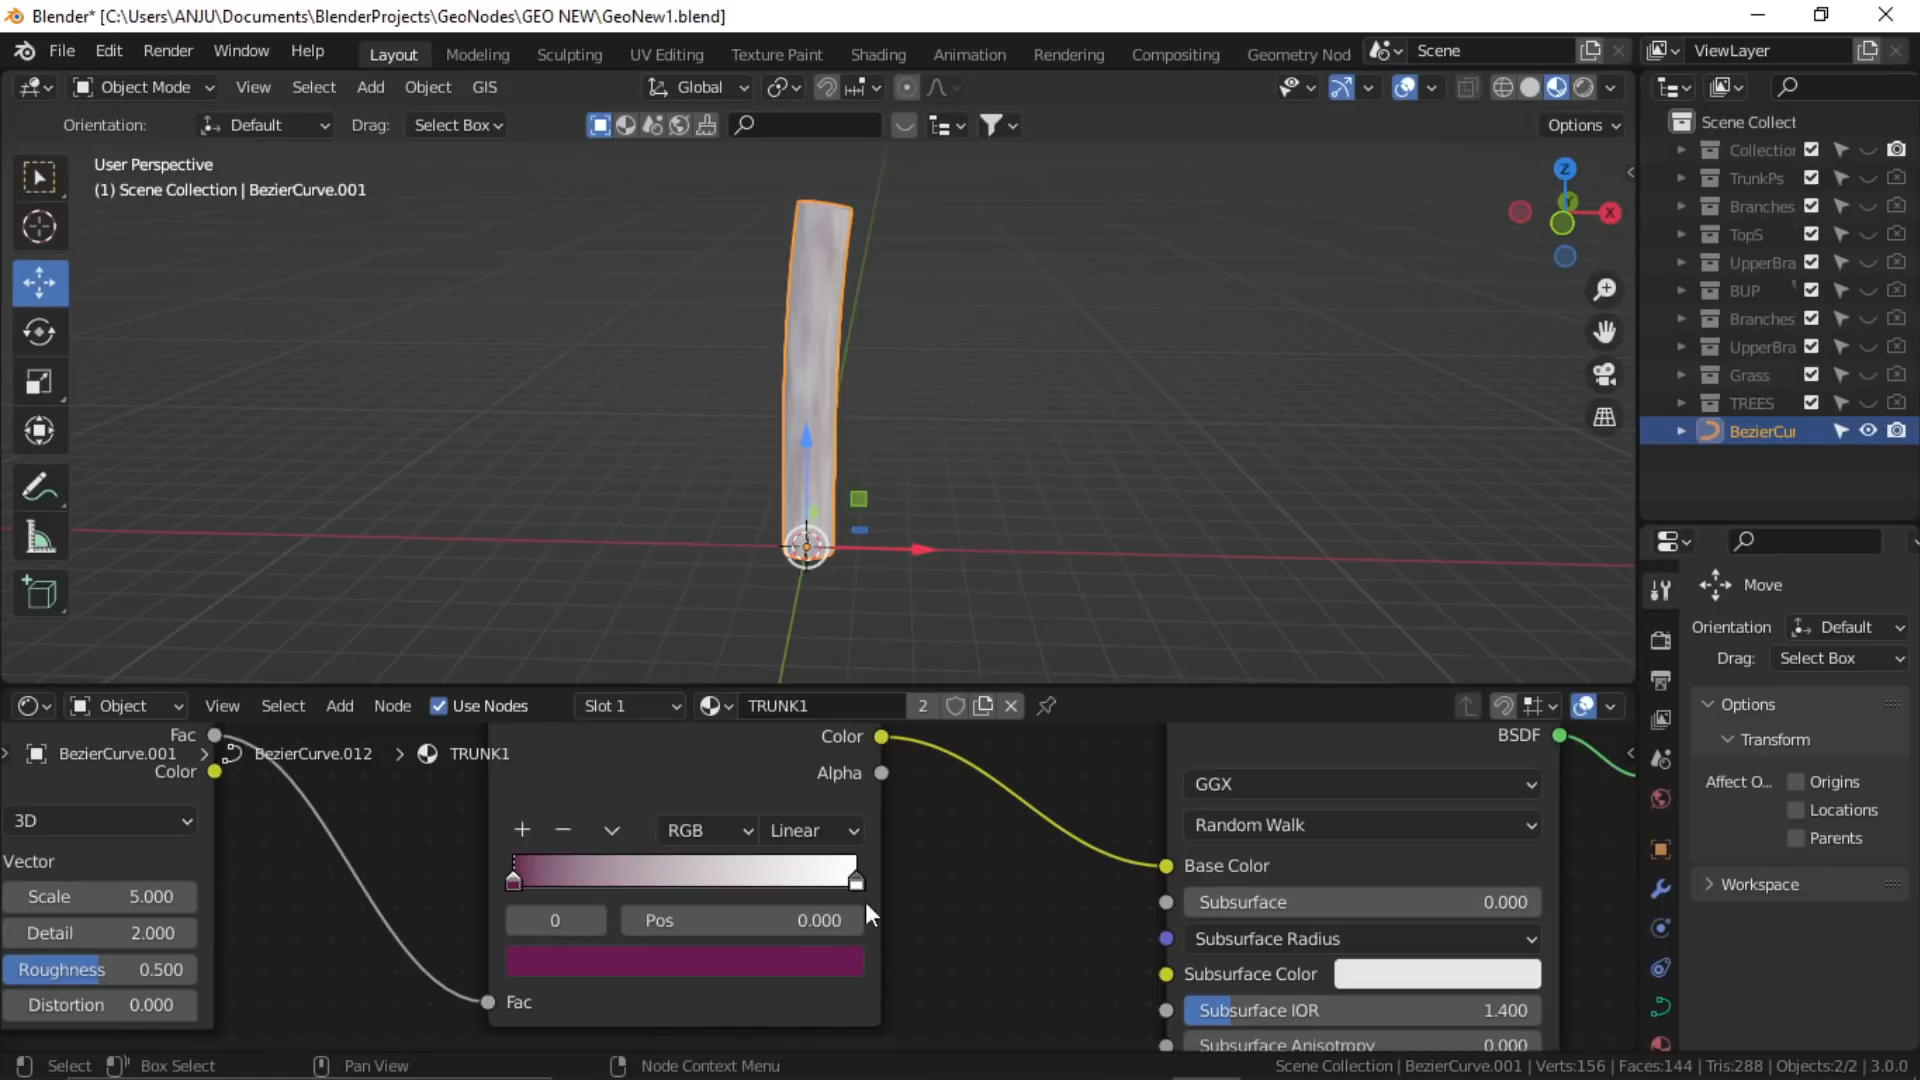 Blender* [C:\Users\ANJU\Documents\BlenderProjects\GeoNodes\GEO NEW\GeoNew1.blend]
File Edit Render Window Help Layout Modeling Sculpting UV Editing Texture Paint Shading Animation Rendering Compositing Geometry Nod Scene ViewLayer
Object Mode View Select Add Object GIS Global
Orientation: Default Drag: Select Box Options
User Perspective
(1) Scene Collection | BezierCurve.001
Z
Y
X
Scene Collect
Collection
TrunkPs
Branches
TopS
UpperBra
BUP
Branches
UpperBra
Grass
TREES
BezierCur
Move
Orientation Default
Drag: Select Box
Options
Transform
Affect O... Origins
Locations
Parents
Workspace
Object View Select Add Node Use Nodes Slot 1 TRUNK1 2
BezierCurve.001 BezierCurve.012 TRUNK1
Fac
Color
3D
Vector
Scale 5.000
Detail 2.000
Roughness 0.500
Distortion 0.000
Color
Alpha
RGB Linear
0 Pos 0.000
Fac
BSDF
GGX
Random Walk
Base Color
Subsurface 0.000
Subsurface Radius
Subsurface Color
Subsurface IOR 1.400
Subsurface Anisotropy 0.000
Select Box Select Pan View Node Context Menu Scene Collection | BezierCurve.001 | Verts:156 | Faces:144 | Tris:288 | Objects:2/2 | 3.0.0